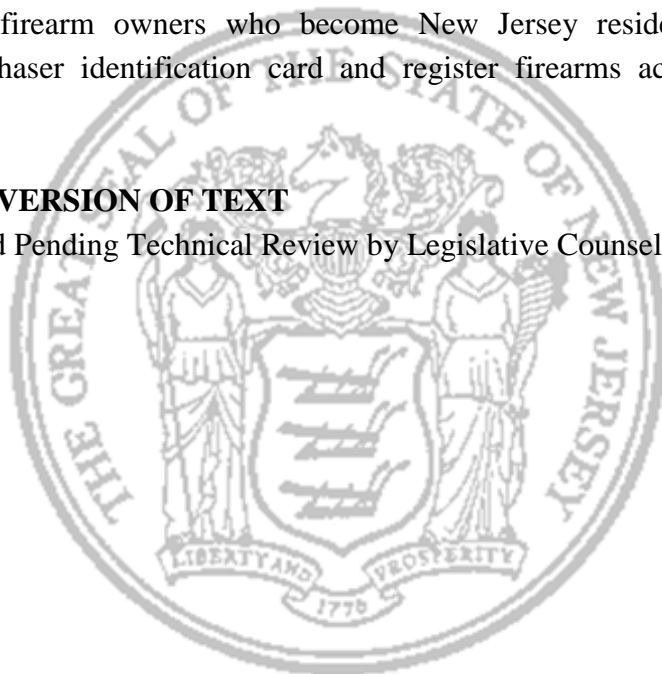 firearm owners who become New Jersey reside
haser identification card and register firearms ac
VERSION OF TEXT
d Pending Technical Review by Legislative Counsel
THE GREAT SEAL OF THE STATE OF NEW JERSEY
LIBERTY AND PROSPERITY
1776